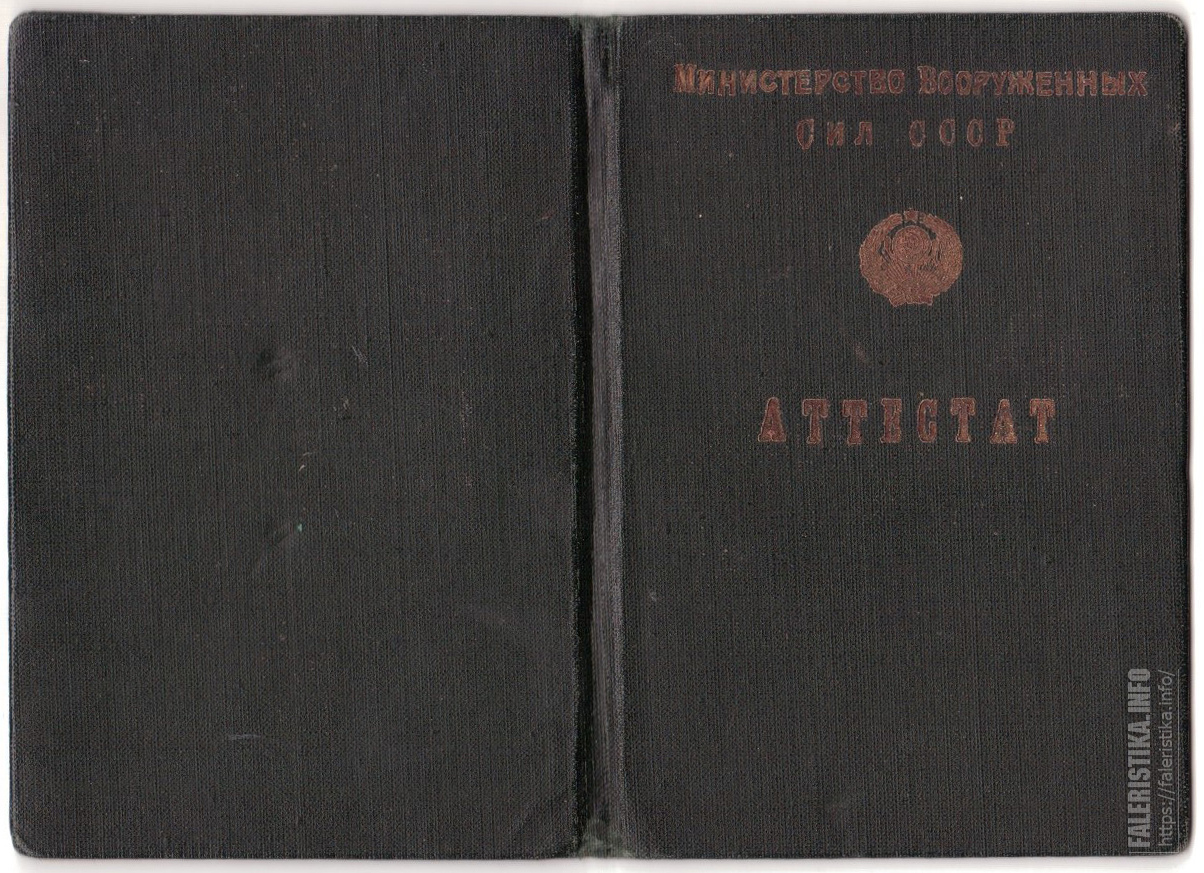 Министерство Вооруженных
Сил СССР
АТТЕСТАТ
FALERISTIKA.INFO
https://faleristika.info/